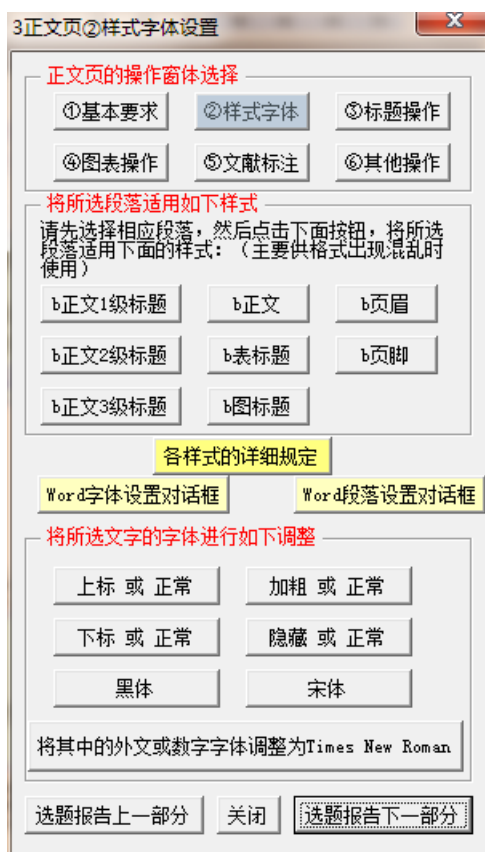 3正文页②样式字体设置
正文页的操作窗体选择
①基本要求 ②样式字体 ③标题操作
④图表操作 ⑤文献标注 ⑥其他操作
将所选段落适用如下样式
请先选择相应段落，然后点击下面按钮，将所选
段落适用下面的样式：（主要供格式出现混乱时
使用）
b正文1级标题 b正文 b页眉
b正文2级标题 b表标题 b页脚
b正文3级标题 b图标题
各样式的详细规定
Word字体设置对话框 Word段落设置对话框
将所选文字的字体进行如下调整
上标 或 正常 加粗 或 正常
下标 或 正常 隐藏 或 正常
黑体 宋体
将其中的外文或数字字体调整为Times New Roman
选题报告上一部分 关闭 选题报告下一部分